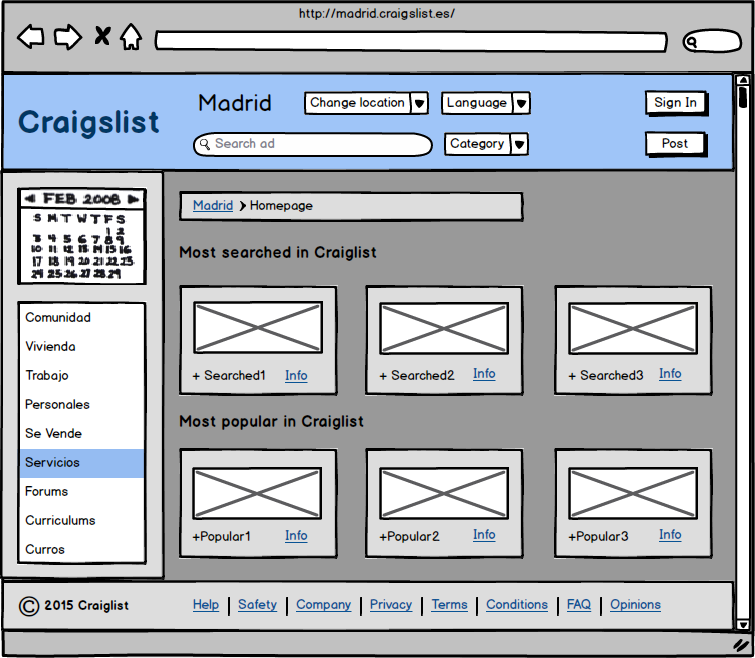 http://madrid.craigslist.es/
Craigslist
Madrid
Change location
Language
Sign In
Search ad
Category
Post
FEB 2008
S M T W T F S
1 2
3 4 5 6 7 8 9
10 11 12 13 14 15 16
17 18 19 20 21 22 23
24 25 26 27 28 29
Comunidad
Vivienda
Trabajo
Personales
Se Vende
Servicios
Forums
Curriculums
Curros
Madrid > Homepage
Most searched in Craiglist
+ Searched1 Info
+ Searched2 Info
+ Searched3 Info
Most popular in Craiglist
+Popular1 Info
+Popular2 Info
+Popular3 Info
© 2015 Craiglist
Help | Safety | Company | Privacy | Terms | Conditions | FAQ | Opinions